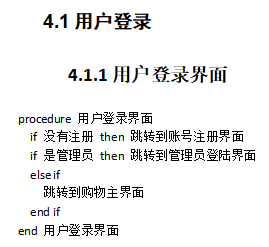 4.1 用户登录
4.1.1 用户登录界面
procedure 用户登录界面
if 没有注册 then 跳转到账号注册界面
if 是管理员 then 跳转到管理员登陆界面
elseif
跳转到购物主界面
end if
end 用户登录界面